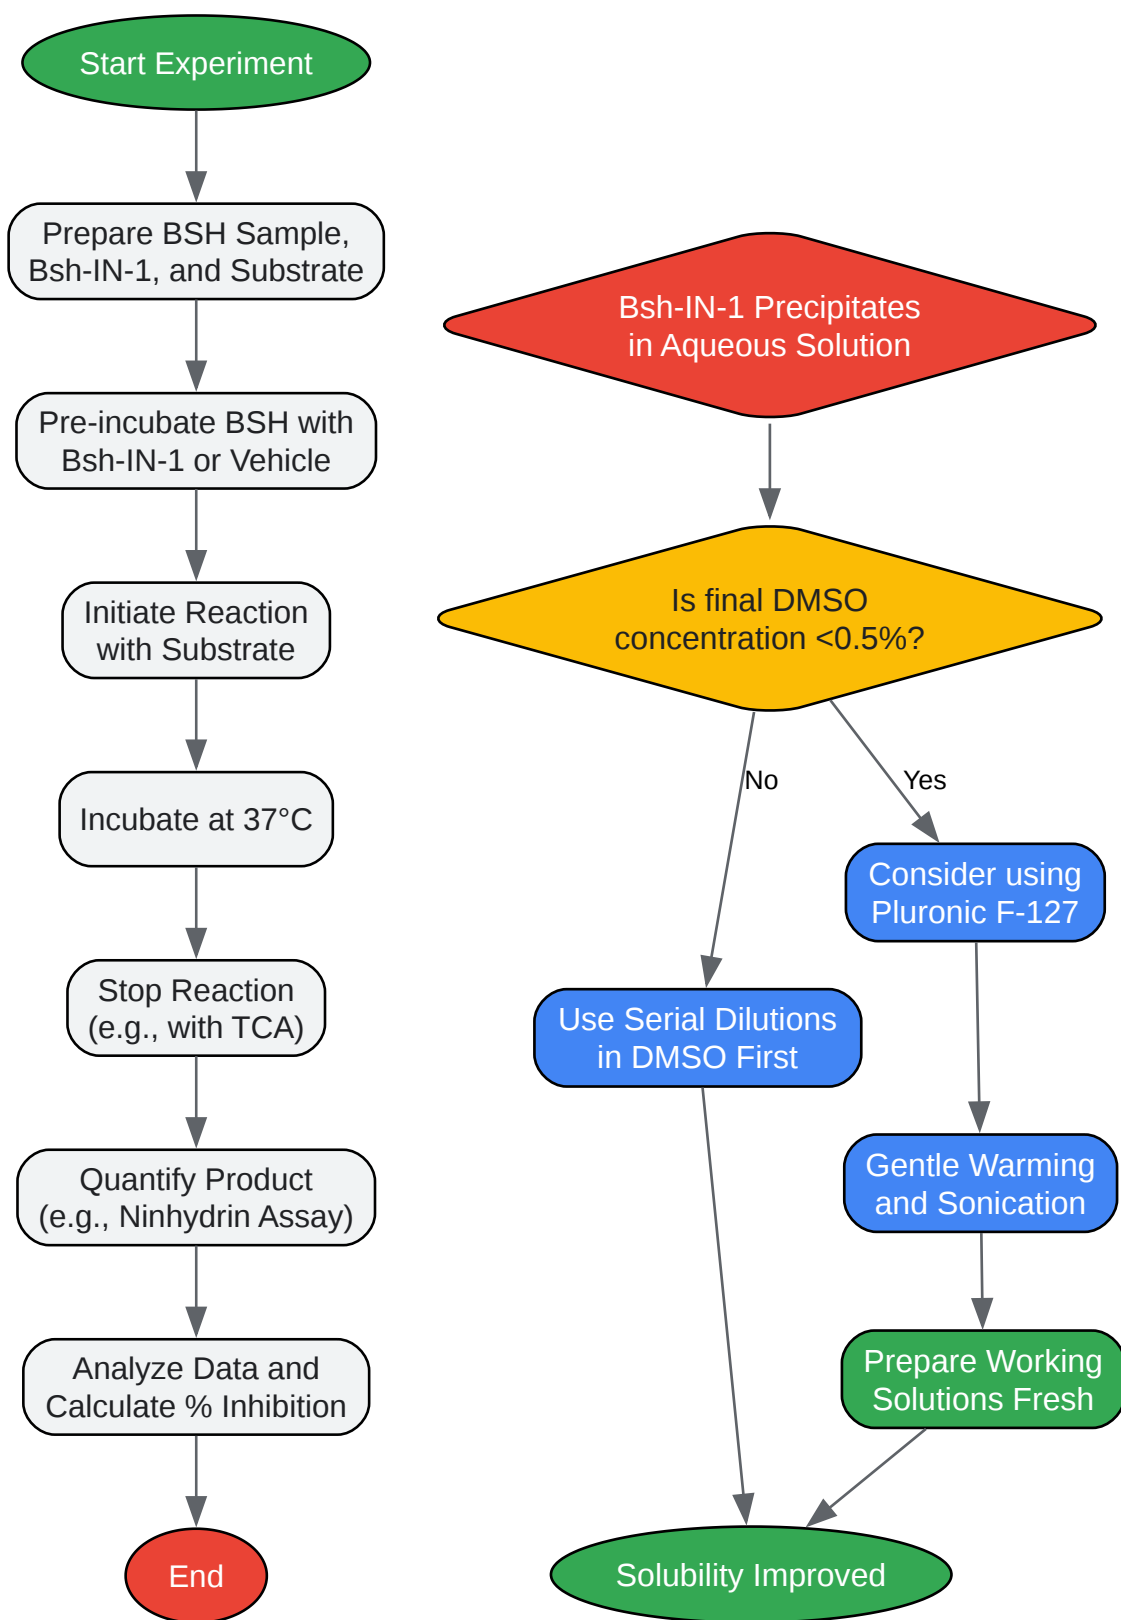 Start Experiment
Prepare BSH Sample,
Bsh-IN-1, and Substrate
Pre-incubate BSH with
Bsh-IN-1 or Vehicle
Initiate Reaction
with Substrate
Incubate at 37°C
Stop Reaction
(e.g., with TCA)
Quantify Product
(e.g., Ninhydrin Assay)
Analyze Data and
Calculate % Inhibition
End
Bsh-IN-1 Precipitates
in Aqueous Solution
Is final DMSO
concentration <0.5%?
No
Yes
Consider using
Pluronic F-127
Use Serial Dilutions
in DMSO First
Gentle Warming
and Sonication
Prepare Working
Solutions Fresh
Solubility Improved